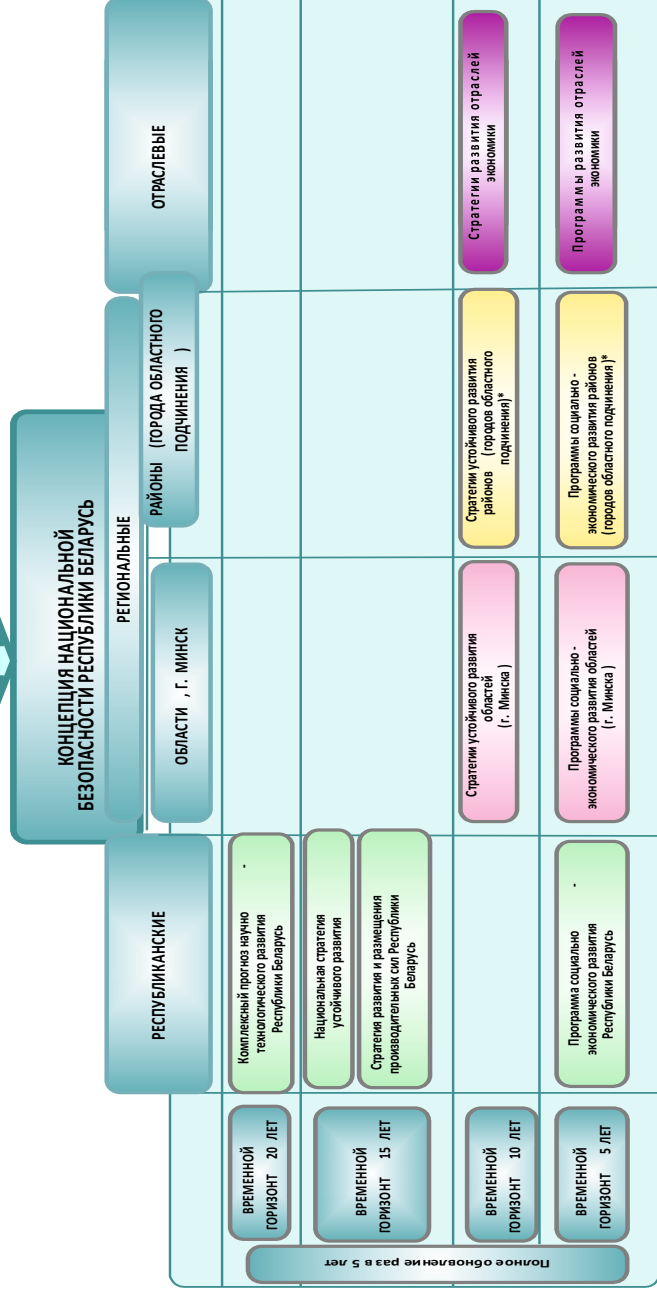 КОНЦЕПЦИЯ НАЦИОНАЛЬНОЙ
БЕЗОПАСНОСТИ РЕСПУБЛИКИ БЕЛАРУСЬ
РЕСПУБЛИКАНСКИЕ
РЕГИОНАЛЬНЫЕ
ОТРАСЛЕВЫЕ
ОБЛАСТИ , Г. МИНСК
РАЙОНЫ (ГОРОДА ОБЛАСТНОГО
ПОДЧИНЕНИЯ )
Полное обновление раз в 5 лет
ВРЕМЕННОЙ
ГОРИЗОНТ 20 ЛЕТ
Комплексный прогноз научно -
технологического развития
Республики Беларусь
ВРЕМЕННОЙ
ГОРИЗОНТ 15 ЛЕТ
Национальная стратегия
устойчивого развития
Стратегия развития и размещения
производительных сил Республики
Беларусь
ВРЕМЕННОЙ
ГОРИЗОНТ 10 ЛЕТ
Стратегии устойчивого развития
областей
(г. Минска )
Стратегии устойчивого развития
районов (городов областного
подчинения)*
Стратегии развития отраслей
экономики
ВРЕМЕННОЙ
ГОРИЗОНТ 5 ЛЕТ
Программа социально -
экономического развития
Республики Беларусь
Программы социально -
экономического развития областей
(г. Минска )
Программы социально -
экономического развития районов
(городов областного подчинения )*
Программы развития отраслей
экономики